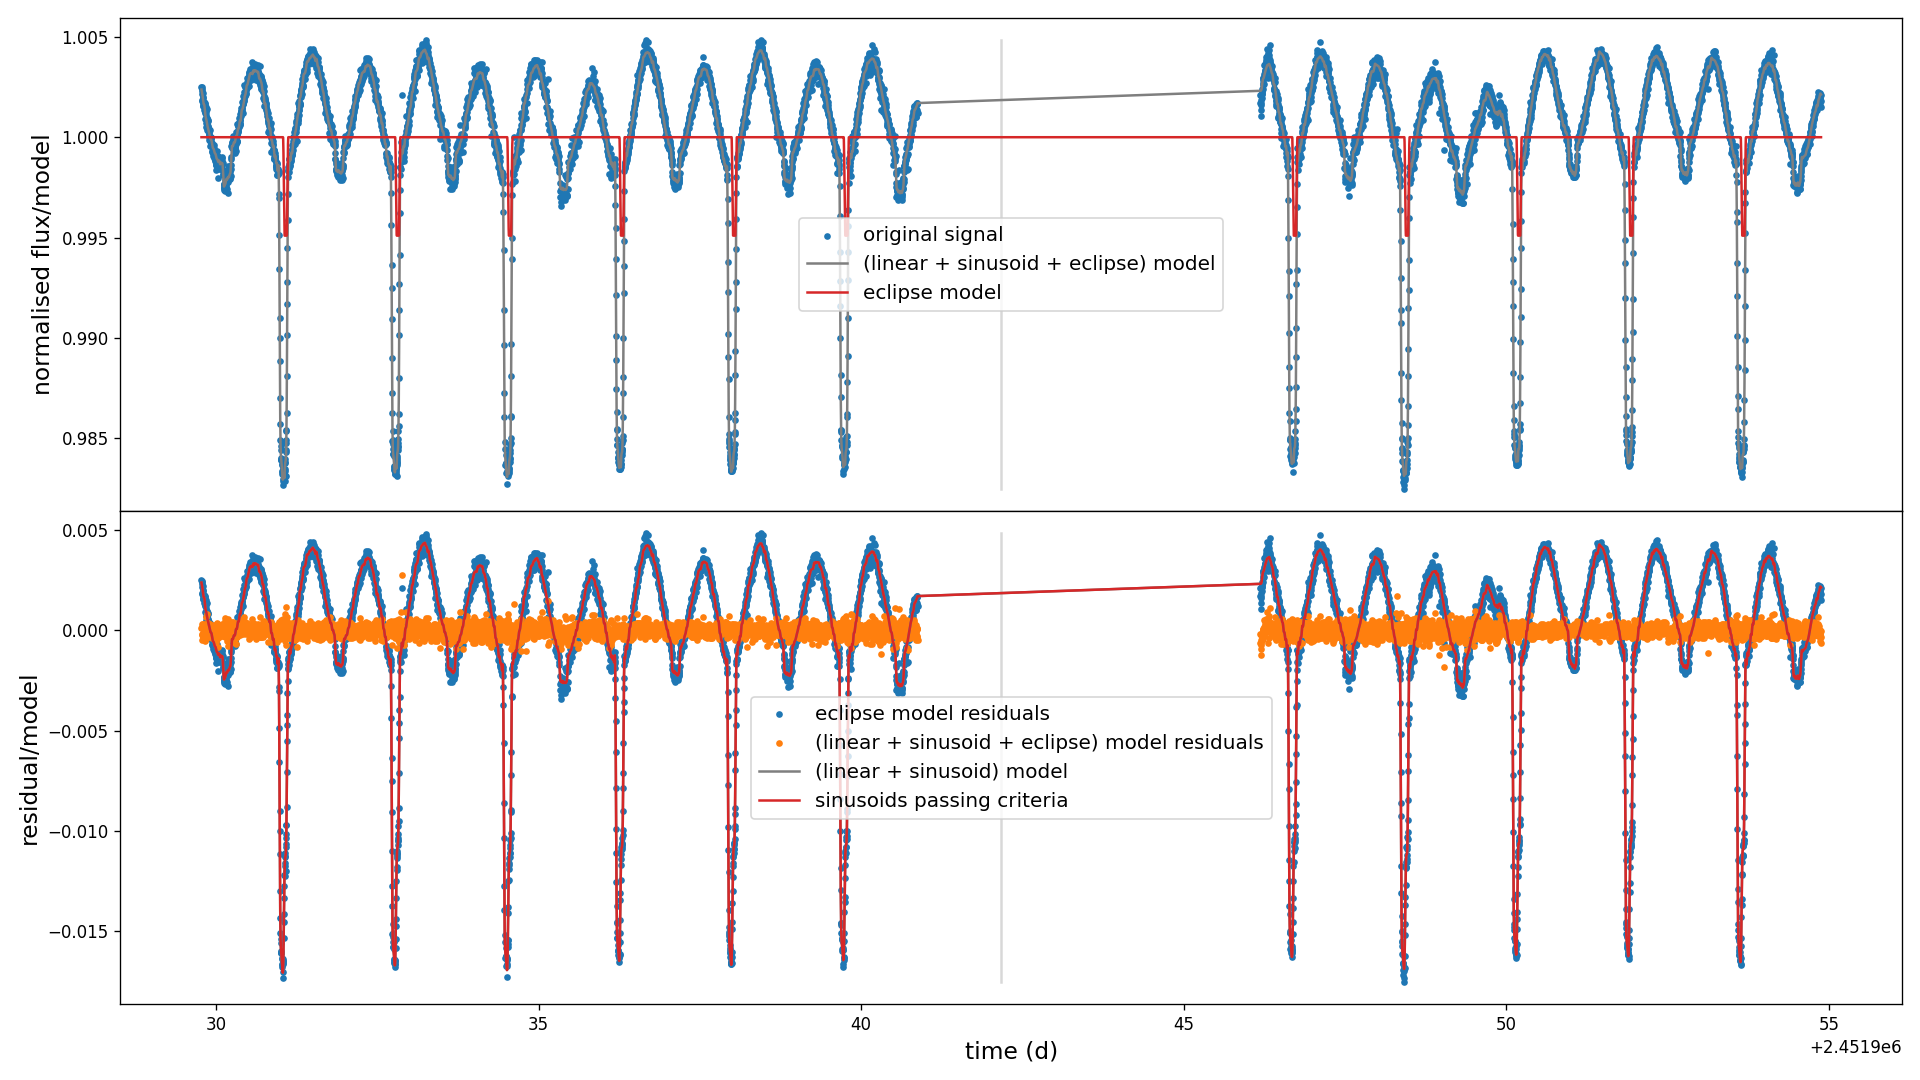 1.005
1.000
0.995
0.990
0.985
normalised flux/model
original signal
(linear + sinusoid + eclipse) model
eclipse model
0.005
0.000
−0.005
−0.010
−0.015
residual/model
eclipse model residuals
(linear + sinusoid + eclipse) model residuals
(linear + sinusoid) model
sinusoids passing criteria
30 35 40 45 50 55
time (d)
+2.4519e6